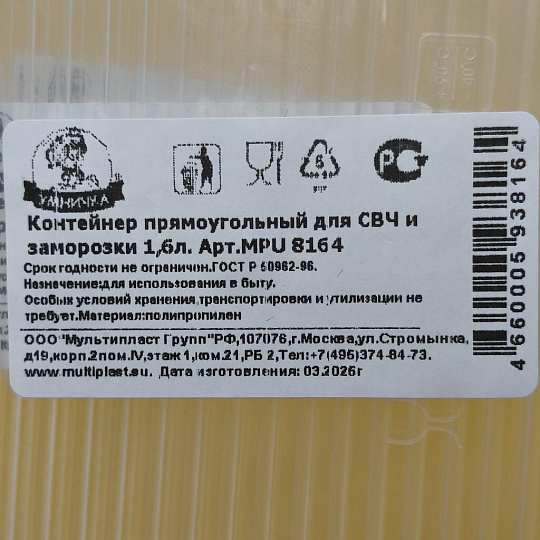 УМНИЧКА
Контейнер прямоугольный для СВЧ и
заморозки 1,6л. Арт.MPU 8164
Срок годности не ограничен.ГОСТ Р 50962-96.
Назначение:для использования в быту.
Особых условий хранения,транспортировки и утилизации не
требует.Материал:полипропилен
ООО"Мультипласт Групп"РФ,107076,г.Москва,ул.Стромынка,
д19,корп.2пом.IV,этаж 1,ком.21,РБ 2,Тел:+7(495)374-84-73.
www.multiplast.su. Дата изготовления: 03.2026г
4660005938164